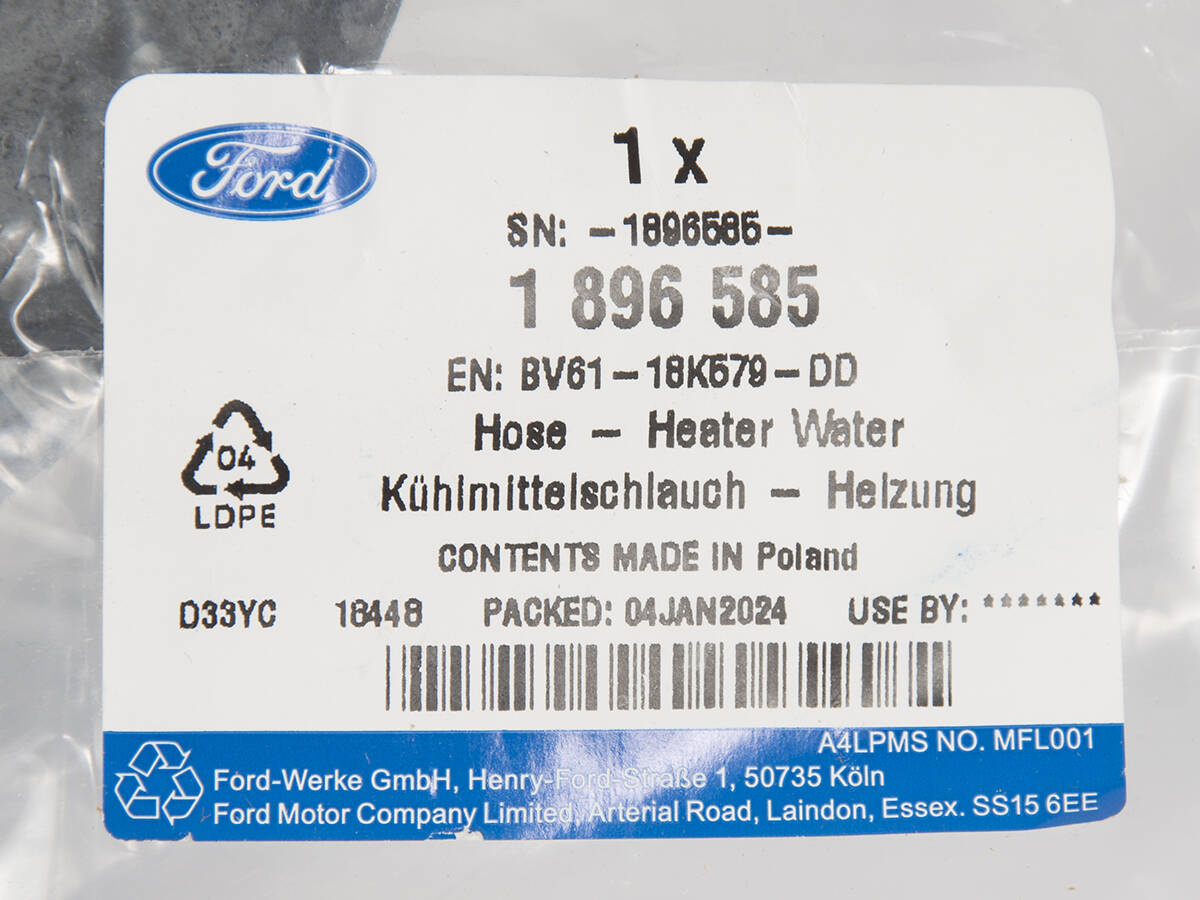 Ford
1 x
SN: -1896585-
1 896 585
EN: BV61-18K579-DD
Hose - Heater Water
Kühlmittelschlauch - Heizung
04
LDPE
CONTENTS MADE IN Poland
D33YC 18448 PACKED: 04JAN2024 USE BY: *******
A4LPMS NO. MFL001
Ford-Werke GmbH, Henry-Ford-Straße 1, 50735 Köln
Ford Motor Company Limited, Arterial Road, Laindon, Essex. SS15 6EE